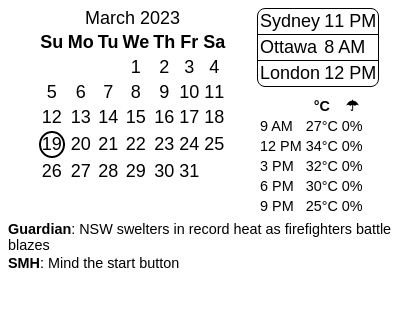 March 2023
Su Mo Tu We Th Fr Sa
1 2 3 4
5 6 7 8 9 10 11
12 13 14 15 16 17 18
19 20 21 22 23 24 25
26 27 28 29 30 31
Sydney 11 PM
Ottawa 8 AM
London 12 PM
°C ☂
9 AM 27°C 0%
12 PM 34°C 0%
3 PM 32°C 0%
6 PM 30°C 0%
9 PM 25°C 0%
Guardian: NSW swelters in record heat as firefighters battle
blazes
SMH: Mind the start button